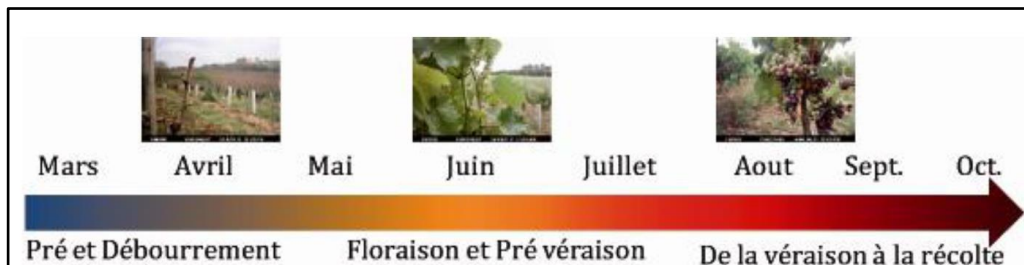 Mars Avril Mai Juin Juillet Aout Sept. Oct.
Pré et Débourrement Floraison et Pré véraison De la véraison à la récolte